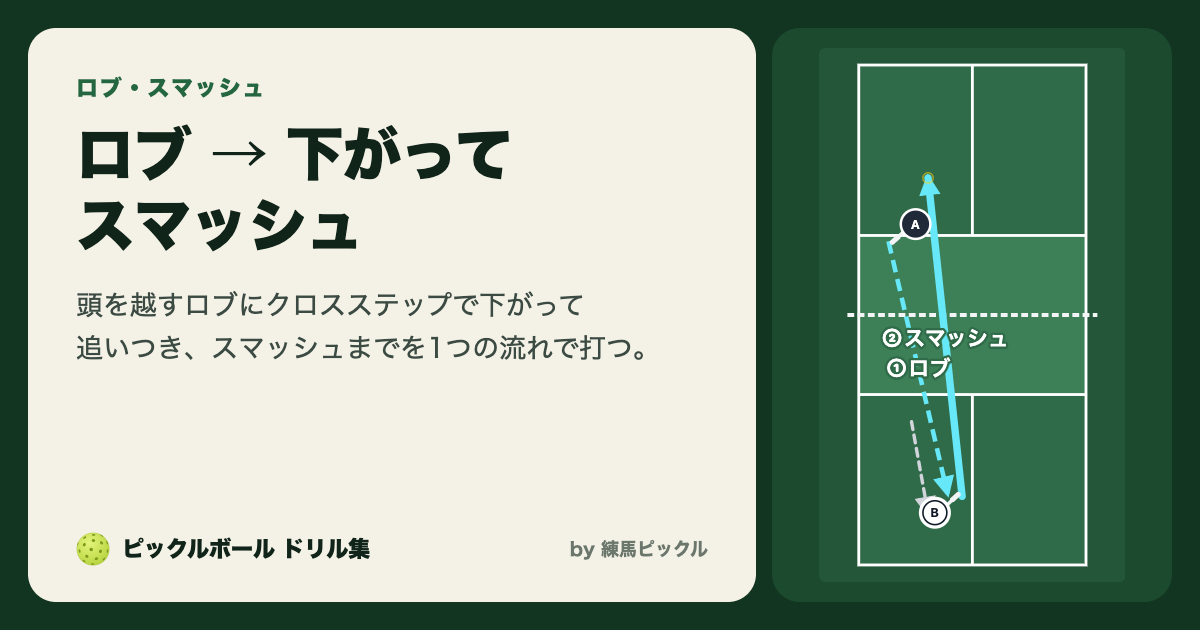 ロブ・スマッシュ
ロブ → 下がって
スマッシュ
頭を越すロブにクロスステップで下がって
追いつき、スマッシュまでを1つの流れで打つ。
ピックルボール ドリル集
by 練馬ピックル
A
②スマッシュ
①ロブ
B